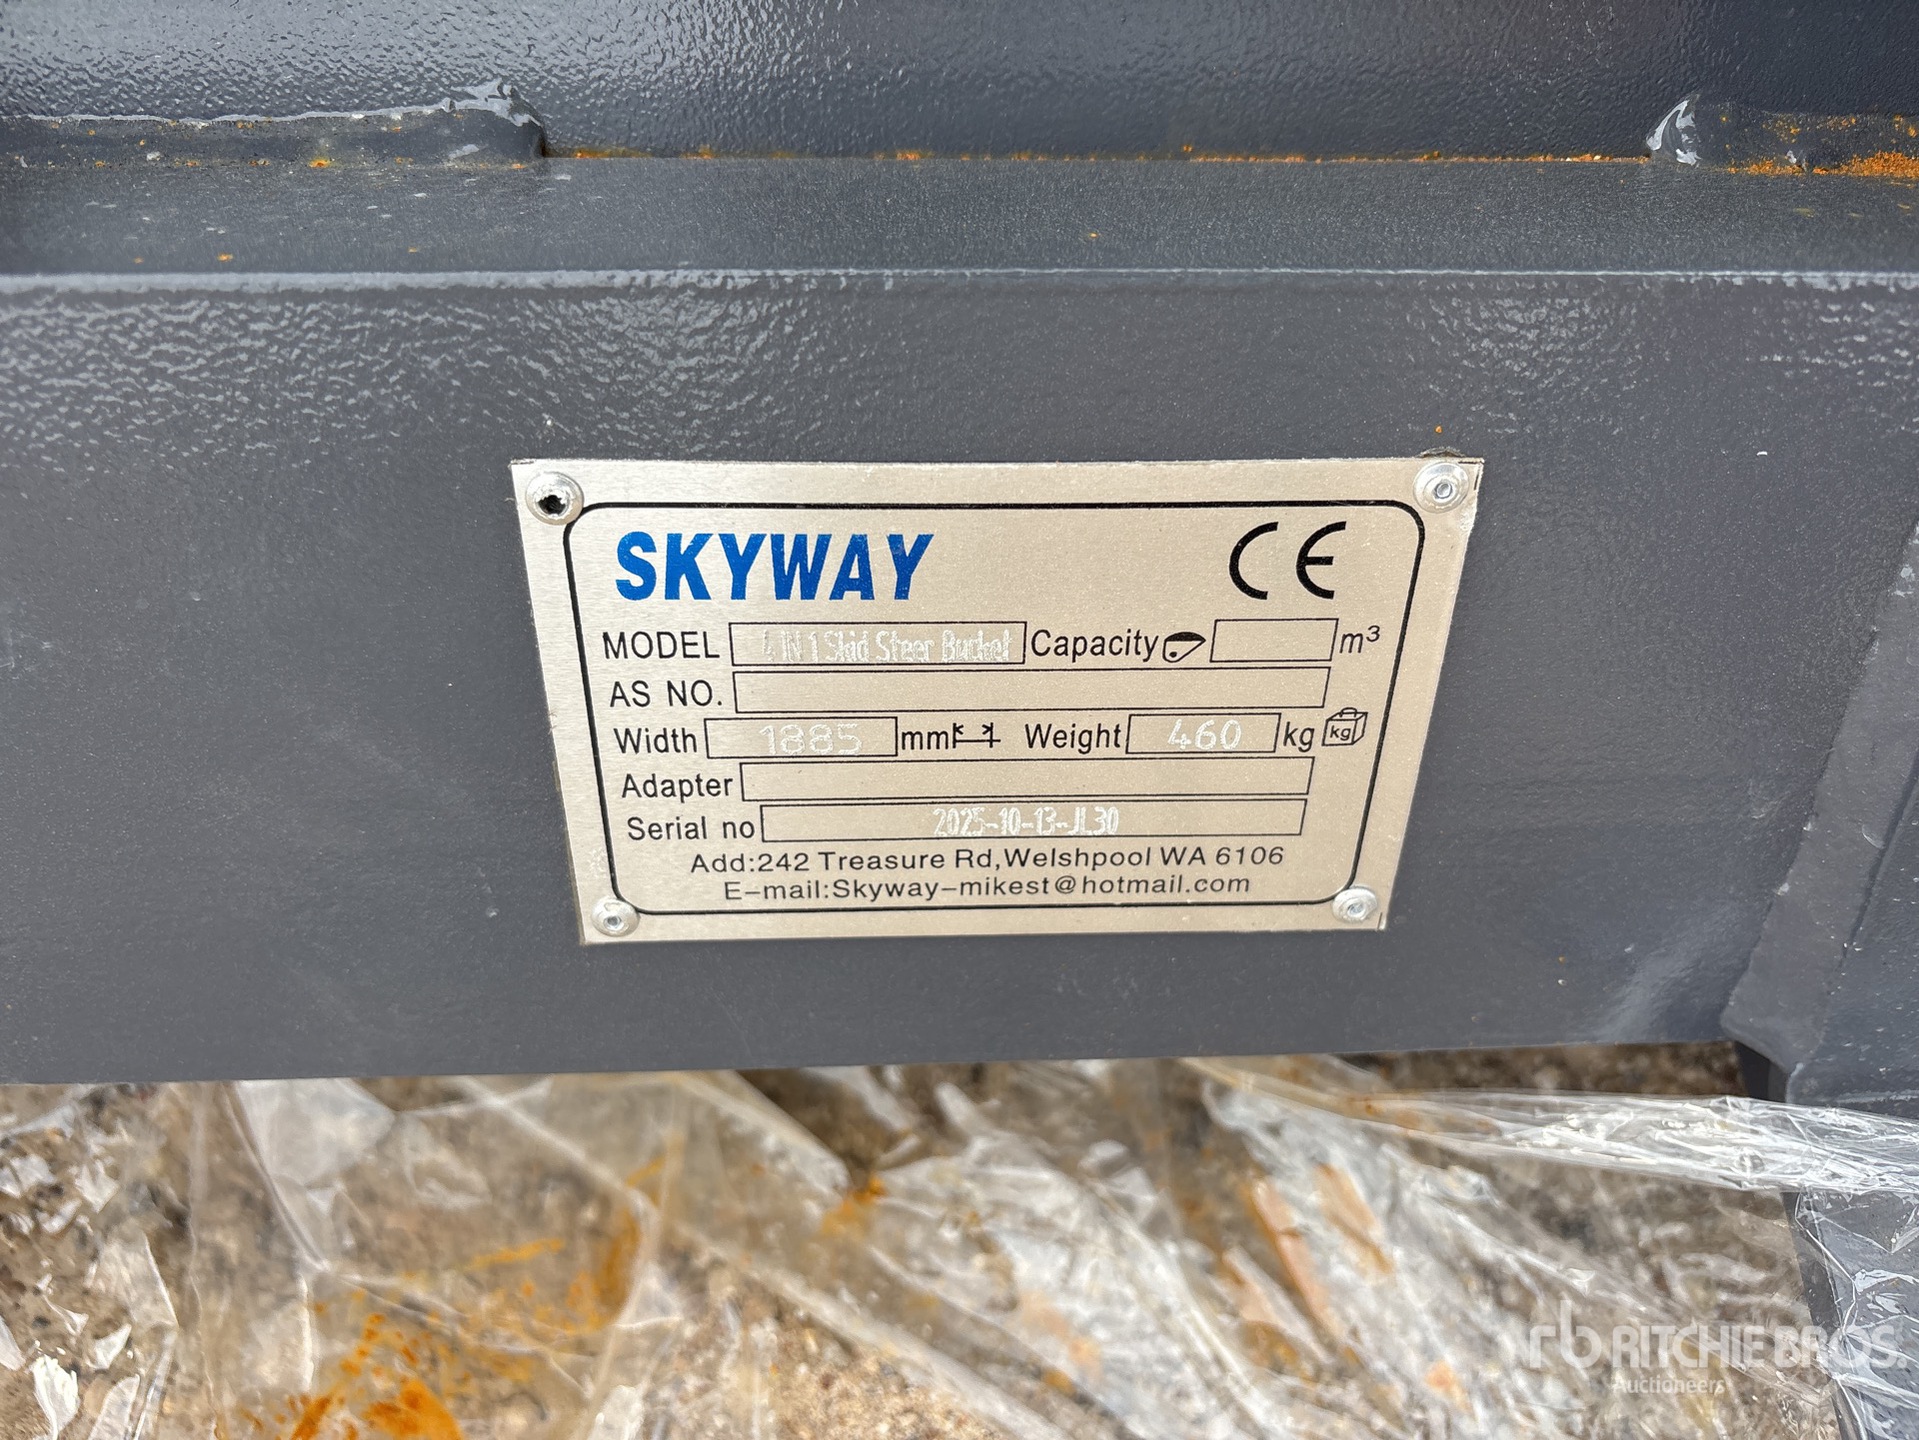 SKYWAY CE
MODEL 4 IN 1 Skid Steer Bucket Capacity m³
AS NO.
Width 1885 mm Weight 460 kg kg
Adapter
Serial no 2025-10-13-JL30
Add:242 Treasure Rd,Welshpool WA 6106
E-mail:Skyway-mikest@hotmail.com
rb RITCHIE BROS.
Auctioneers